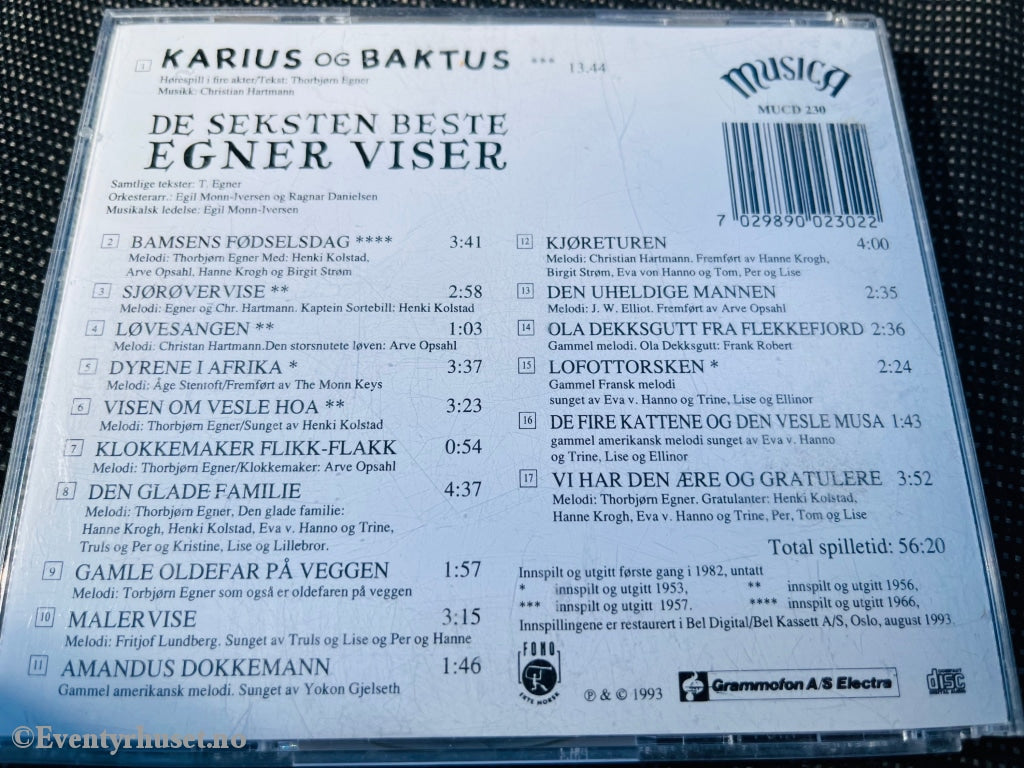 1 KARIUS OG BAKTUS *** 13.44
Hørespill i fire akter/Tekst: Thorbjørn Egner
Musikk: Christian Hartmann
DE SEKSTEN BESTE
EGNER VISER
Samtlige tekster: T. Egner
Orkesterarr.: Egil Monn-Iversen og Ragnar Danielsen
Musikalsk ledelse: Egil Monn-Iversen
MUSICA
MUCD 230
7 029890 023022
2 BAMSENS FØDSELSDAG **** 3:41
Melodi: Thorbjørn Egner Med: Henki Kolstad,
Arve Opsahl, Hanne Krogh og Birgit Strøm
3 SJØRØVERVISE ** 2:58
Melodi: Egner og Chr. Hartmann. Kaptein Sortebill: Henki Kolstad
4 LØVESANGEN ** 1:03
Melodi: Christan Hartmann.Den storsnutete løven: Arve Opsahl
5 DYRENE I AFRIKA * 3:37
Melodi: Åge Stentoft/Fremført av The Monn Keys
6 VISEN OM VESLE HOA ** 3:23
Melodi: Thorbjørn Egner/Sunget av Henki Kolstad
7 KLOKKEMAKER FLIKK-FLAKK 0:54
Melodi: Thorbjørn Egner/Klokkemaker: Arve Opsahl
8 DEN GLADE FAMILIE 4:37
Melodi: Thorbjørn Egner, Den glade familie:
Hanne Krogh, Henki Kolstad, Eva v. Hanno og Trine,
Truls og Per og Kristine, Lise og Lillebror.
9 GAMLE OLDEFAR PÅ VEGGEN 1:57
Melodi: Torbjørn Egner som også er oldefaren på veggen
10 MALERVISE 3:15
Melodi: Fritjof Lundberg. Sunget av Truls og Lise og Per og Hanne
11 AMANDUS DOKKEMANN 1:46
Gammel amerikansk melodi. Sunget av Yokon Gjelseth
12 KJØRETUREN 4:00
Melodi: Christian Hartmann. Fremført av Hanne Krogh,
Birgit Strøm, Eva von Hanno og Tom, Per og Lise
13 DEN UHELDIGE MANNEN 2:35
Melodi: J. W. Elliot. Fremført av Arve Opsahl
14 OLA DEKKSGUTT FRA FLEKKEFJORD 2:36
Gammel melodi. Ola Dekksgutt: Frank Robert
15 LOFOTTORSKEN * 2:24
Gammel Fransk melodi
sunget av Eva v. Hanno og Trine, Lise og Ellinor
16 DE FIRE KATTENE OG DEN VESLE MUSA 1:43
gammel amerikansk melodi sunget av Eva v. Hanno
og Trine, Lise og Ellinor
17 VI HAR DEN ÆRE OG GRATULERE 3:52
Melodi: Thorbjørn Egner. Gratulanter: Henki Kolstad,
Hanne Krogh, Eva v. Hanno og Trine, Per, Tom og Lise
Total spilletid: 56:20
Innspilt og utgitt første gang i 1982, untatt
* innspilt og utgitt 1953, ** innspilt og utgitt 1956,
*** innspilt og utgitt 1957. **** innspilt og utgitt 1966,
Innspillingene er restaurert i Bel Digital/Bel Kassett A/S, Oslo, august 1993.
FONO
EKTE NORSK
℗ & © 1993
Grammofon A/S Electra
COMPACT
disc
DIGITAL AUDIO
©Eventyrhuset.no